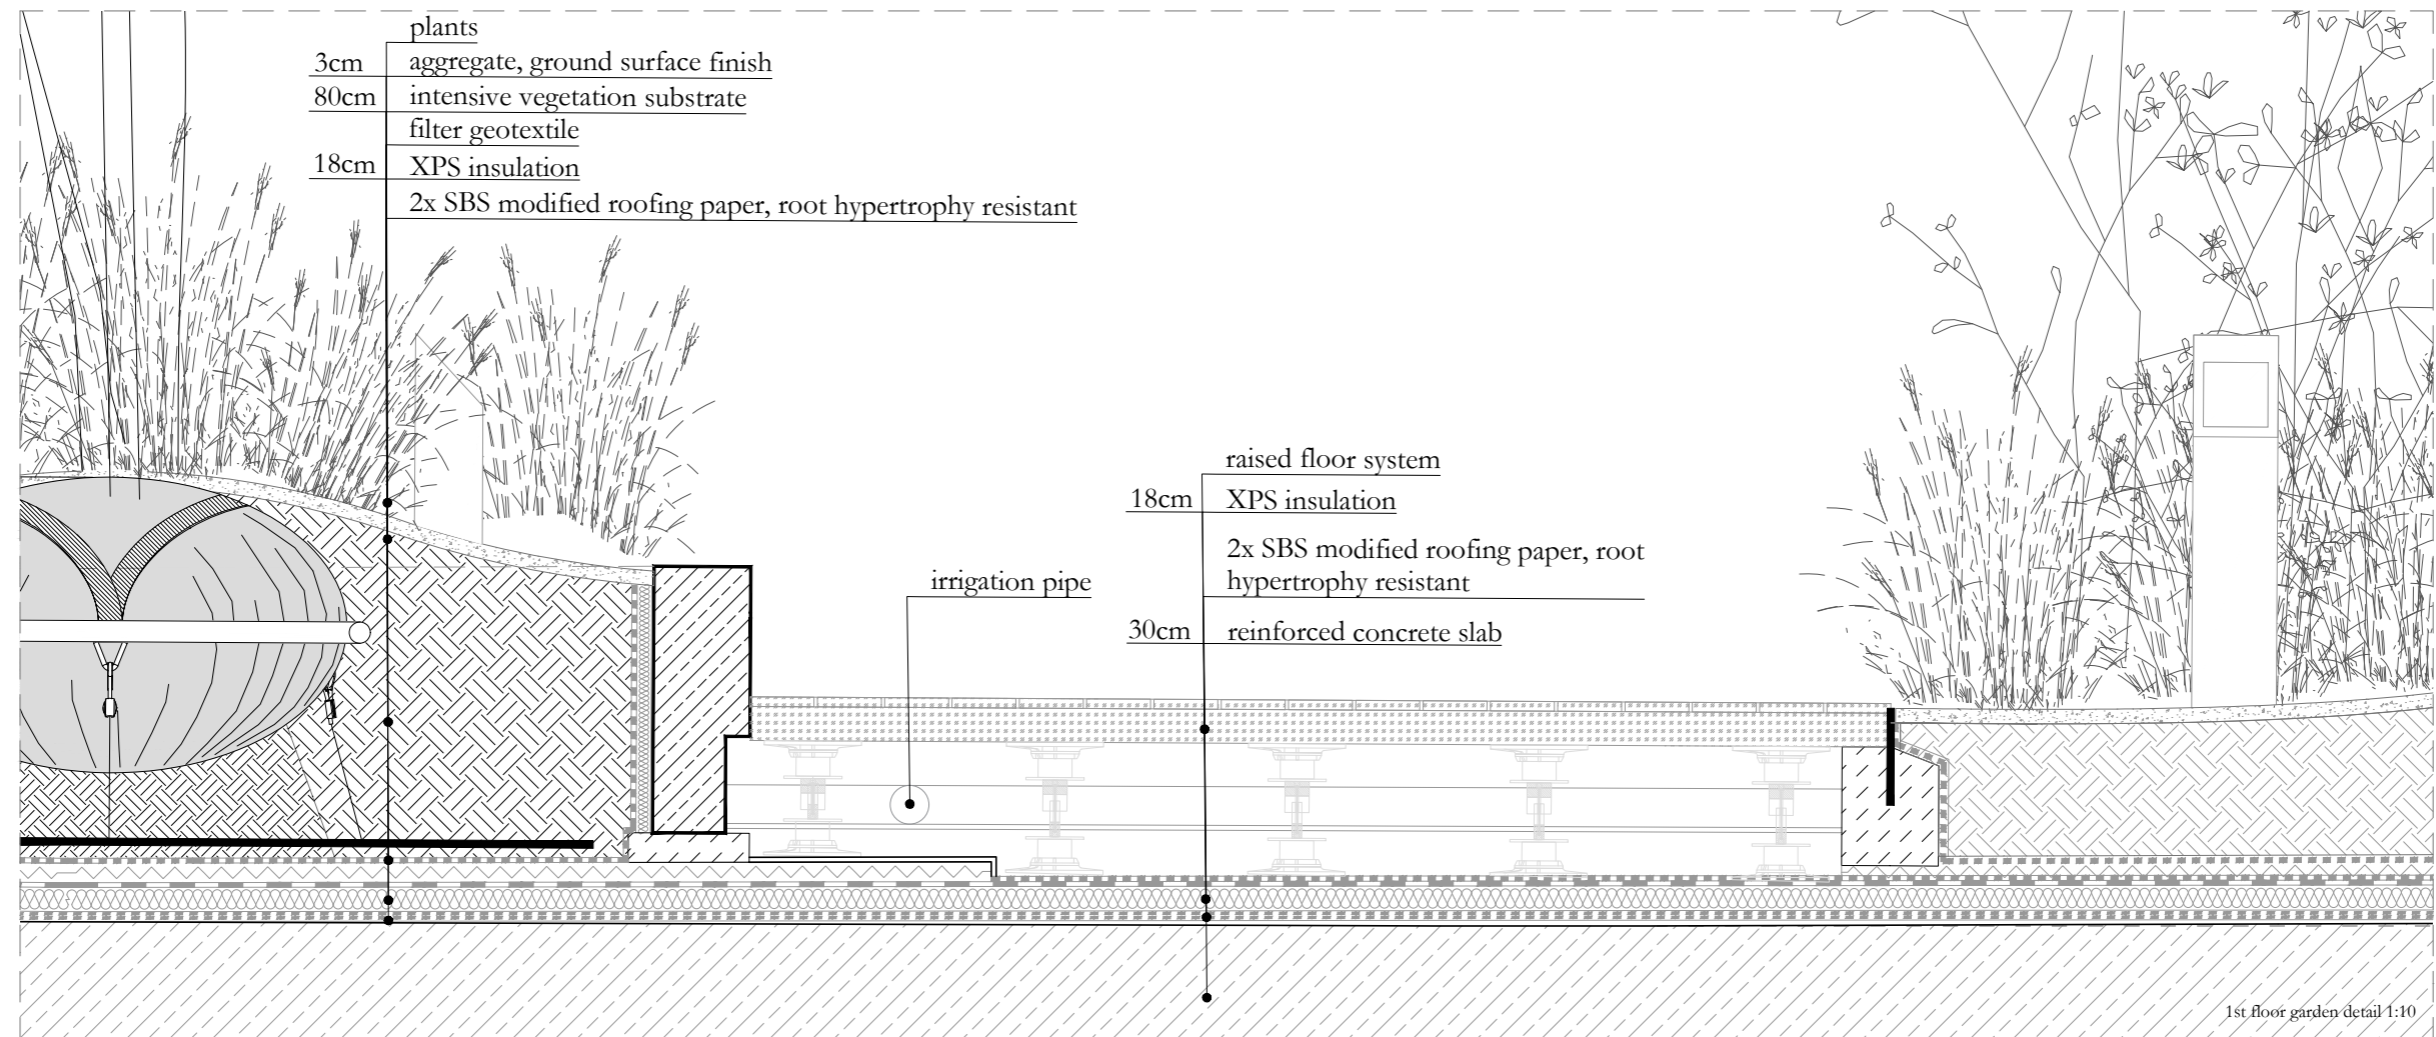 plants
3cm aggregate, ground surface finish
80cm intensive vegetation substrate
filter geotextile
18cm XPS insulation
2x SBS modified roofing paper, root hypertrophy resistant
raised floor system
18cm XPS insulation
2x SBS modified roofing paper, root
hypertrophy resistant
irrigation pipe
30cm reinforced concrete slab
1st floor garden detail 1:10